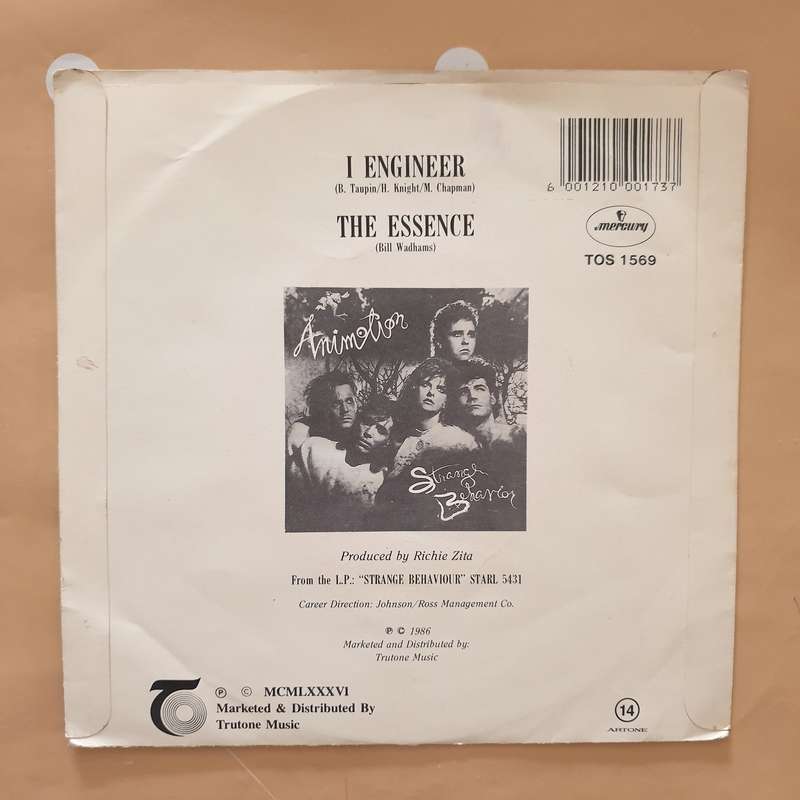 I ENGINEER
(B. Taupin/H. Knight/M. Chapman)
THE ESSENCE
(Bill Wadhams)
6 001210 001737
mercury
TOS 1569
Animotion
Strange
Behavior
Produced by Richie Zita
From the L.P.: "STRANGE BEHAVIOUR" STARL 5431
Career Direction: Johnson/Ross Management Co.
℗ © 1986
Marketed and Distributed by:
Trutone Music
℗ © MCMLXXXVI
Marketed & Distributed By
Trutone Music
14
ARTONE